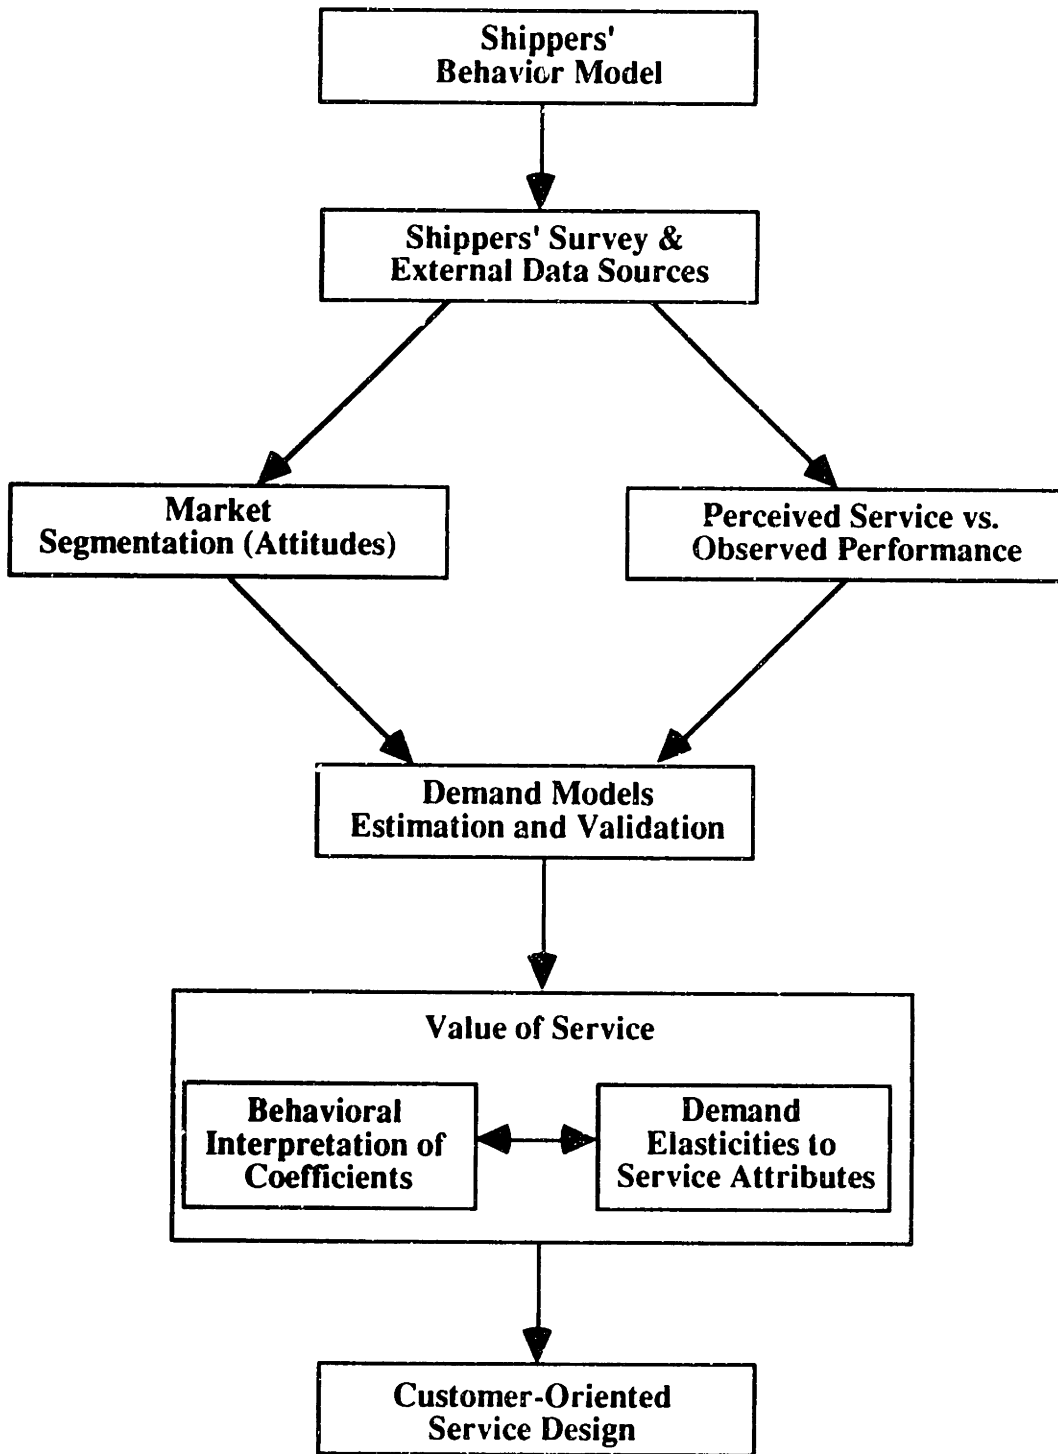 Shippers'
Behavior Model
Shippers' Survey &
External Data Sources
Market
Segmentation (Attitudes)
Perceived Service vs.
Observed Performance
Demand Models
Estimation and Validation
Value of Service
Behavioral
Interpretation of
Coefficients
Demand
Elasticities to
Service Attributes
Customer-Oriented
Service Design